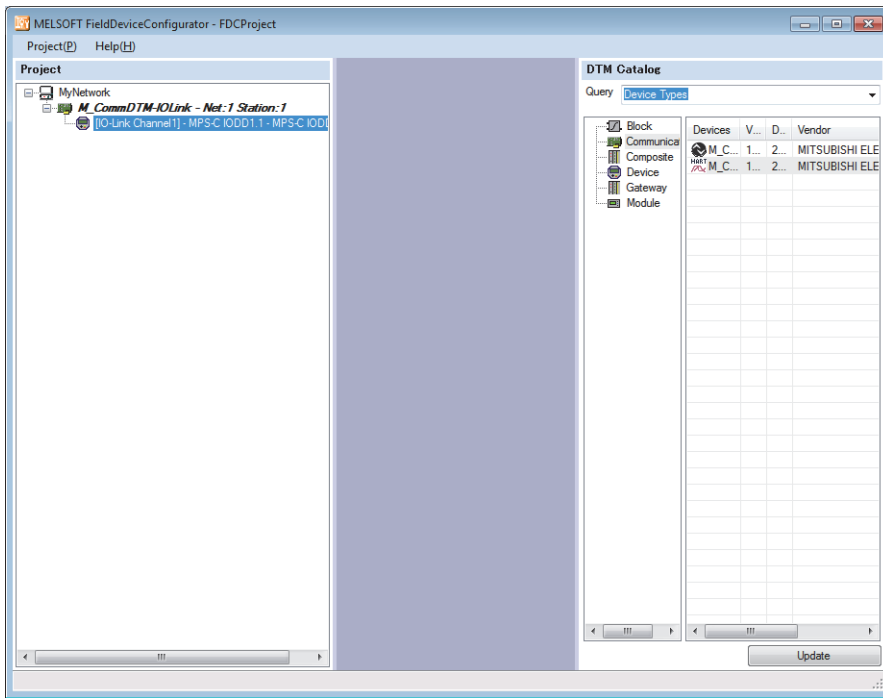 MELSOFT FieldDeviceConfigurator - FDCProject
Project(P) Help(H)
Project
MyNetwork
M_CommDTM-IOLink - Net:1 Station:1
[IO-Link Channel1] - MPS-C IODD1.1 - MPS-C IODD
DTM Catalog
Query Device Types
Block
Communica
Composite
Device
Gateway
Module
Devices V... D.. Vendor
M_C... 1... 2... MITSUBISHI ELE
HART M_C... 1... 2... MITSUBISHI ELE
Update